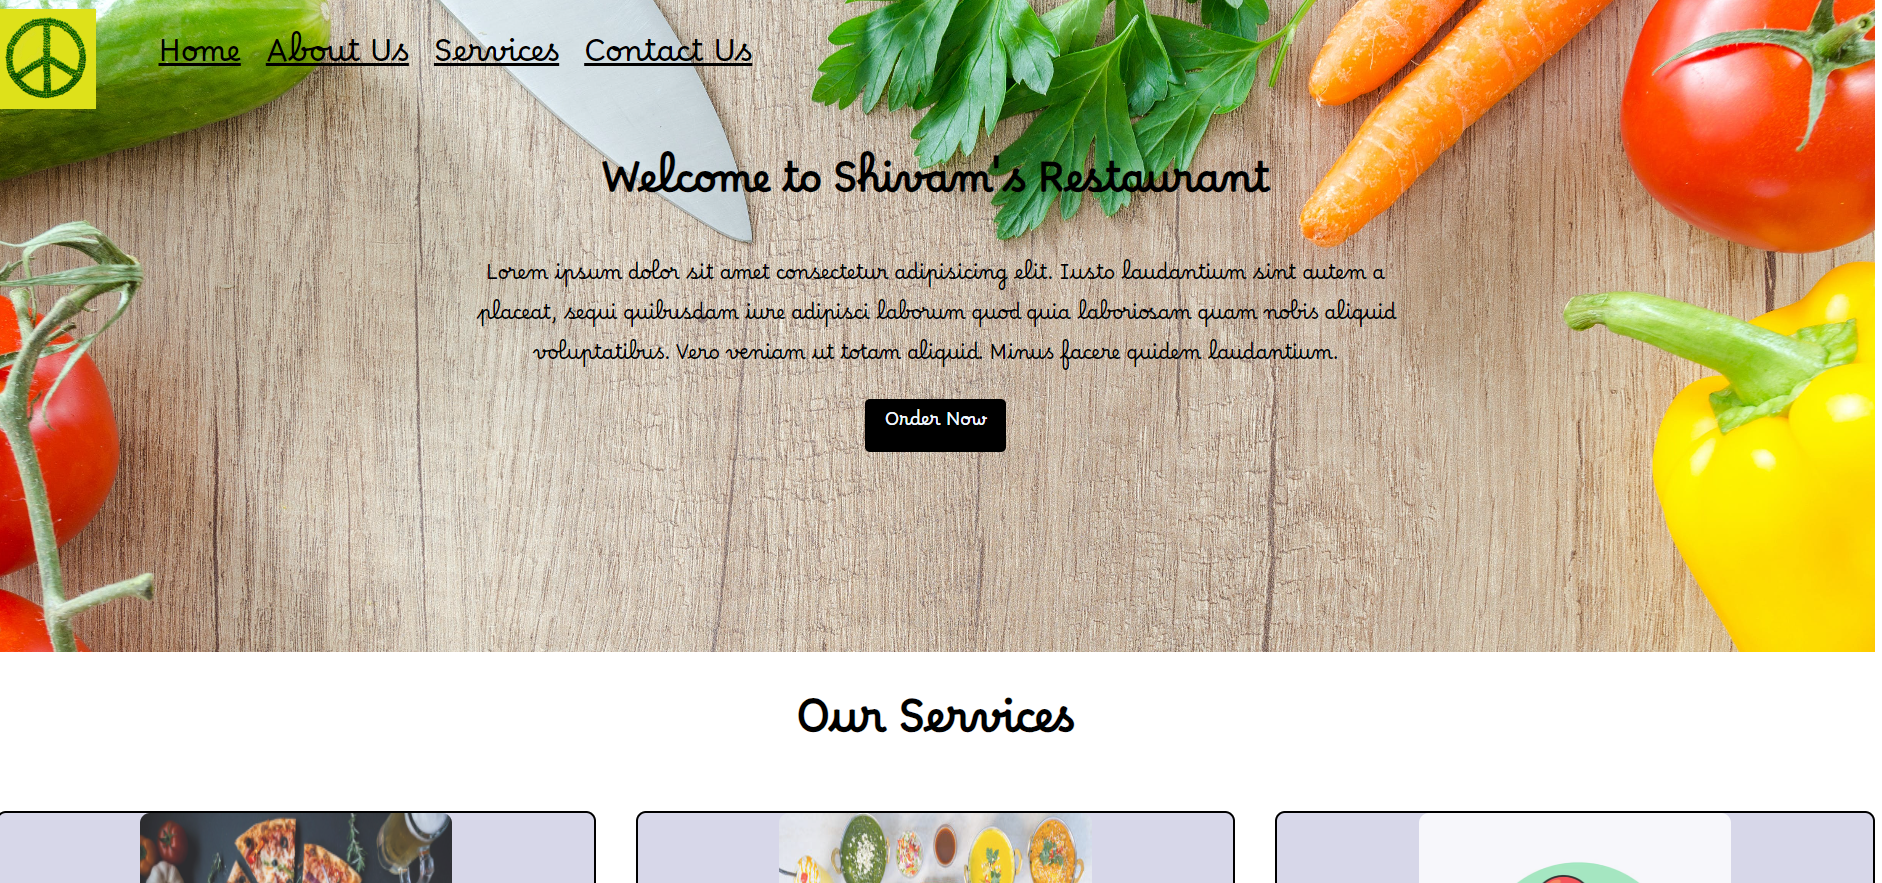 Home About Us Services Contact Us
Welcome to Shivam's Restaurant
Lorem ipsum dolor sit amet consectetur adipisicing elit. Iusto laudantium sint autem a
placeat, sequi quibusdam iure adipisci laborum quod quia laboriosam quam nobis aliquid
voluptatibus. Vero veniam ut totam aliquid. Minus facere quidem laudantium.
Order Now
Our Services